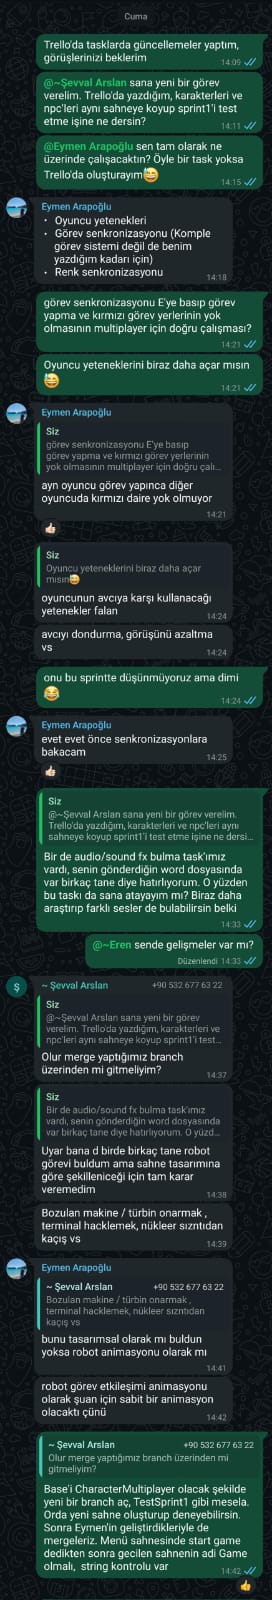 Cuma
Trello'da tasklarda güncellemeler yaptım,
görüşlerinizi beklerim
14:09
@~Şevval Arslan sana yeni bir görev
verelim. Trello'da yazdığım, karakterleri ve
npc'leri aynı sahneye koyup sprint1'i test
etme işine ne dersin?
14:11
@Eymen Arapoğlu sen tam olarak ne
üzerinde çalışacaktın? Öyle bir task yoksa
Trello'da oluşturayım😅
14:15
Eymen Arapoğlu
• Oyuncu yetenekleri
• Görev senkronizasyonu (Komple
görev sistemi değil de benim
yazdığım kadarı için)
• Renk senkronizasyonu
14:18
görev senkronizasyonu E'ye basıp görev
yapma ve kırmızı görev yerlerinin yok
olmasının multiplayer için doğru çalışması?
14:21
Oyuncu yeteneklerini biraz daha açar mısın
😅
14:21
Eymen Arapoğlu
Siz
görev senkronizasyonu E'ye basıp
görev yapma ve kırmızı görev yerlerinin
yok olmasının multiplayer için doğru çalı...
ayn oyuncu görev yapınca diğer
oyuncuda kırmızı daire yok olmuyor
14:21
👍🏻
Siz
Oyuncu yeteneklerini biraz daha açar
mısın😅
oyuncunun avcıya karşı kullanacağı
yetenekler falan
14:24
avcıyı dondurma, görüşünü azaltma
vs
14:24
onu bu sprintte düşünmüyoruz ama dimi
😂
14:24
Eymen Arapoğlu
evet evet önce senkronizasyonlara
bakacam
14:25
👍🏻
Siz
@~Şevval Arslan sana yeni bir görev verelim.
Trello'da yazdığım, karakterleri ve npc'leri aynı
sahneye koyup sprint1'i test etme işine ne dersi...
Bir de audio/sound fx bulma task'ımız
vardı, senin gönderdiğin word dosyasında
var birkaç tane diye hatırlıyorum. O yüzden
bu taskı da sana atayayım mı? Biraz daha
araştırıp farklı sesler de bulabilirsin belki
14:33
@~Eren sende gelişmeler var mı?
Düzenlendi 14:33
Ş
~ Şevval Arslan +90 532 677 63 22
Siz
@~Şevval Arslan sana yeni bir görev
verelim. Trello'da yazdığım, karakterleri ve
npc'leri aynı sahneye koyup sprint1'i test...
Olur merge yaptığımız branch
üzerinden mi gitmeliyim?
14:37
Siz
Bir de audio/sound fx bulma task'ımız
vardı, senin gönderdiğin word dosyasında
var birkaç tane diye hatırlıyorum. O yüzd...
Uyar bana d birde birkaç tane robot
görevi buldum ama sahne tasarımına
göre şekilleniceği için tam karar
veremedim
14:38
Bozulan makine / türbin onarmak ,
terminal hacklemek, nükleer sızıntıdan
kaçış vs
14:39
Eymen Arapoğlu
~ Şevval Arslan +90 532 677 63 22
Bozulan makine / türbin onarmak ,
terminal hacklemek, nükleer sızıntıdan
kaçış vs
bunu tasarımsal olarak mı buldun
yoksa robot animasyonu olarak mı
14:41
robot görev etkileşimi animasyonu
olarak şuan için sabit bir animasyon
olacaktı çünü
14:42
~ Şevval Arslan +90 532 677 63 22
Olur merge yaptığımız branch üzerinden mi
gitmeliyim?
Base'i CharacterMultiplayer olacak şekilde
yeni bir branch aç, TestSprint1 gibi mesela.
Orda yeni sahne oluşturup deneyebilirsin.
Sonra Eymen'in geliştirdikleriyle de
mergeleriz. Menü sahnesinde start game
dedikten sonra gecilen sahnenin adi Game
olmalı, string kontrolu var
14:42
👍